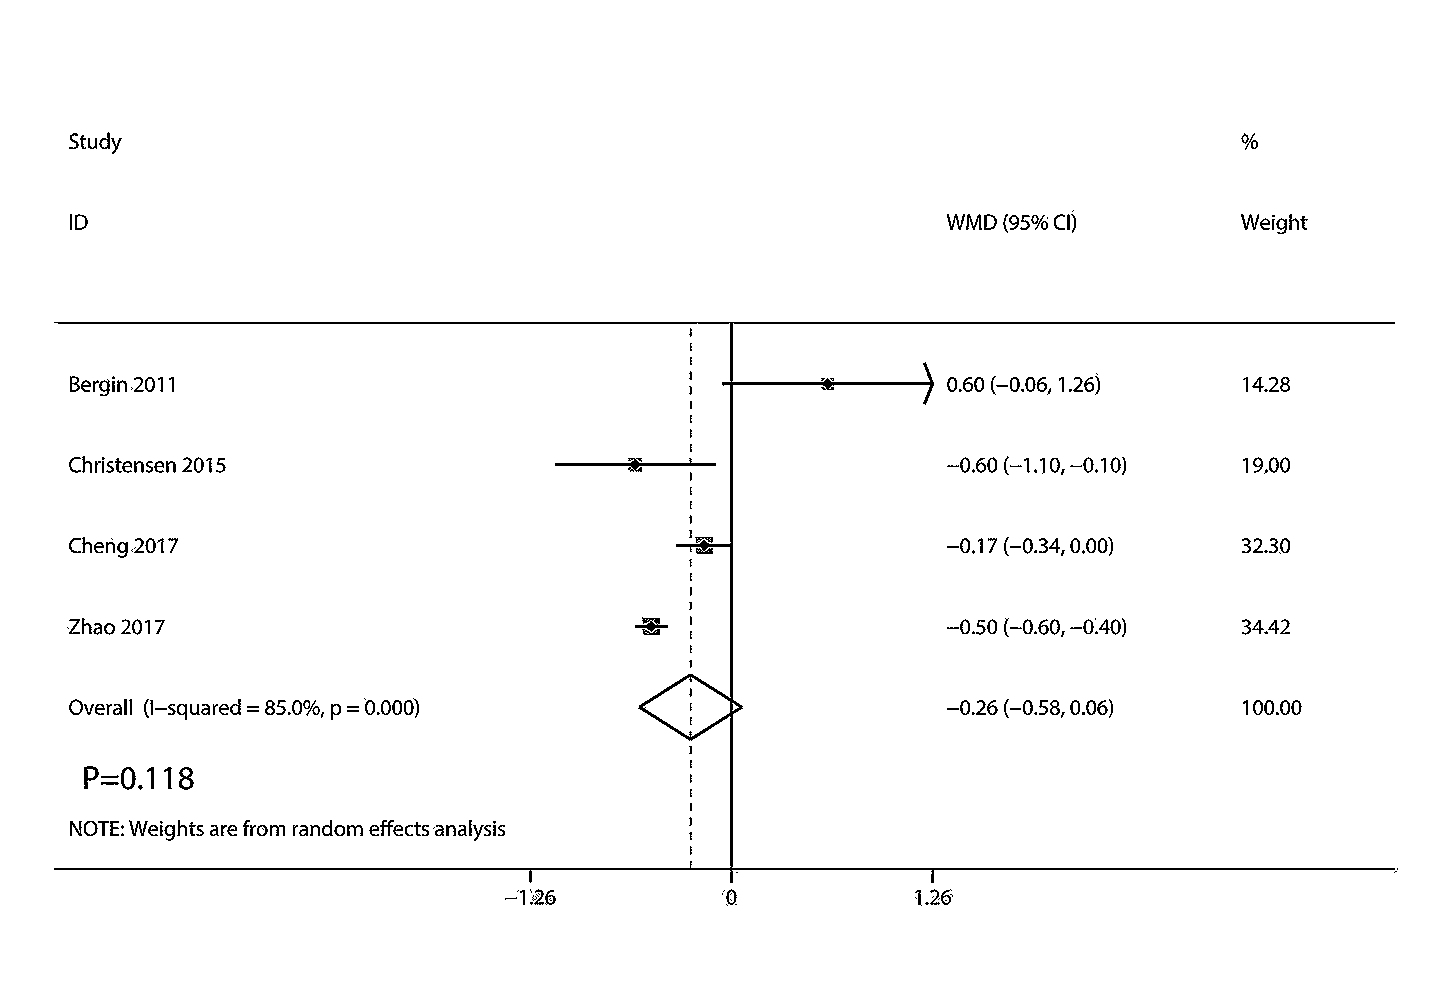 Study %
ID WMD (95% CI) Weight
Bergin 2011 0.60 (−0.06, 1.26) 14.28
Christensen 2015 −0.60 (−1.10, −0.10) 19.00
Cheng 2017 −0.17 (−0.34, 0.00) 32.30
Zhao 2017 −0.50 (−0.60, −0.40) 34.42
Overall (I−squared = 85.0%, p = 0.000) −0.26 (−0.58, 0.06) 100.00
P=0.118
NOTE: Weights are from random effects analysis
−1.26 0 1.26